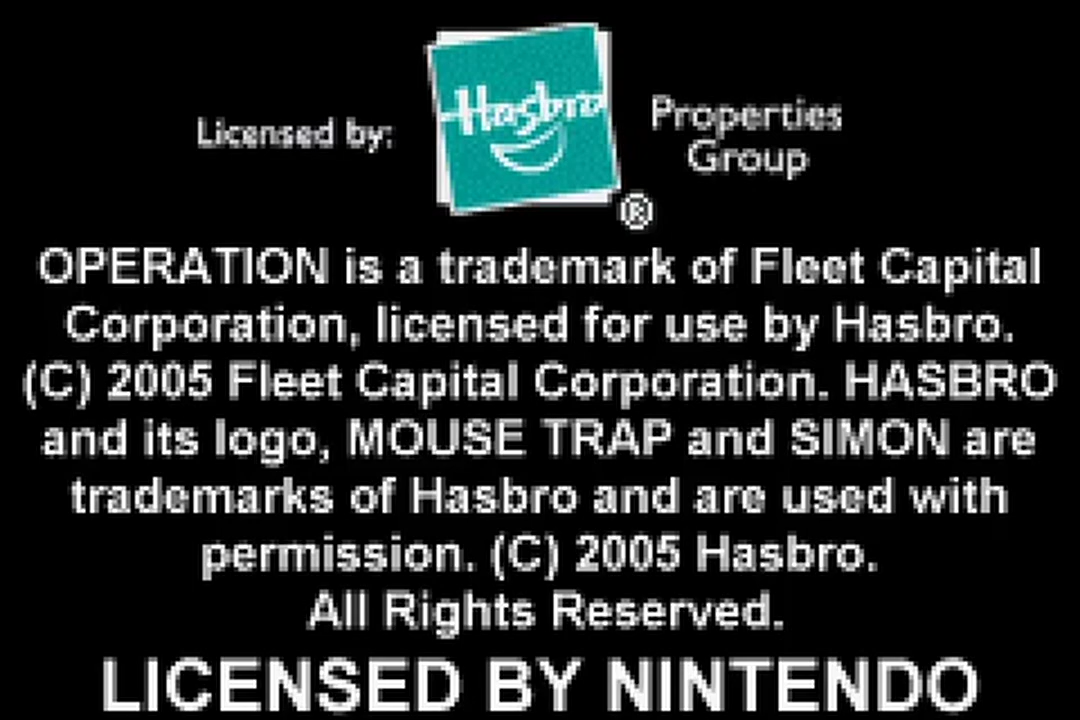 Licensed by:
Hasbro
®
Properties
Group
OPERATION is a trademark of Fleet Capital
Corporation, licensed for use by Hasbro.
(C) 2005 Fleet Capital Corporation. HASBRO
and its logo, MOUSE TRAP and SIMON are
trademarks of Hasbro and are used with
permission. (C) 2005 Hasbro.
All Rights Reserved.
LICENSED BY NINTENDO